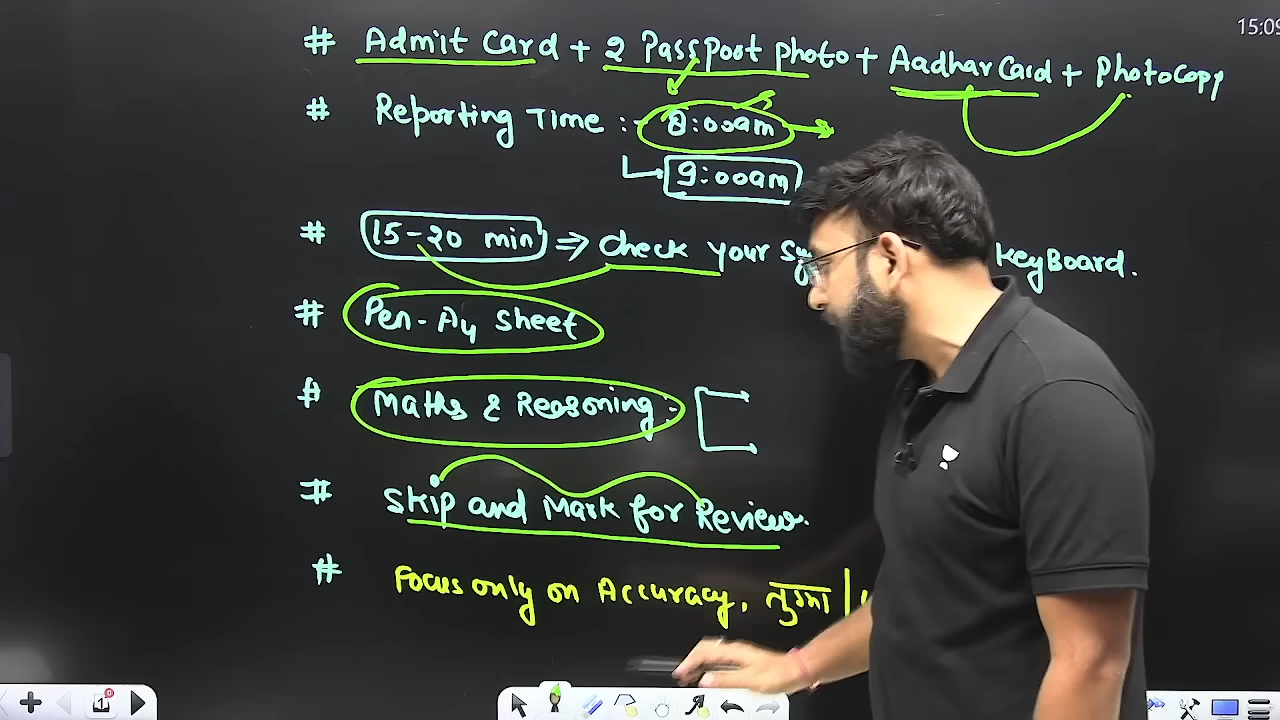 15:09
# Admit Card + 2 Passport photo + Aadhar Card + Photocopy
# Reporting Time :- 8:00am
9:00am
# 15-20 min ⇒ check your sy KeyBoard.
# Pen-A4 Sheet
# Maths & Reasoning -
# Skip and Mark for Review.
# Focus only on Accuracy, तुक्का |